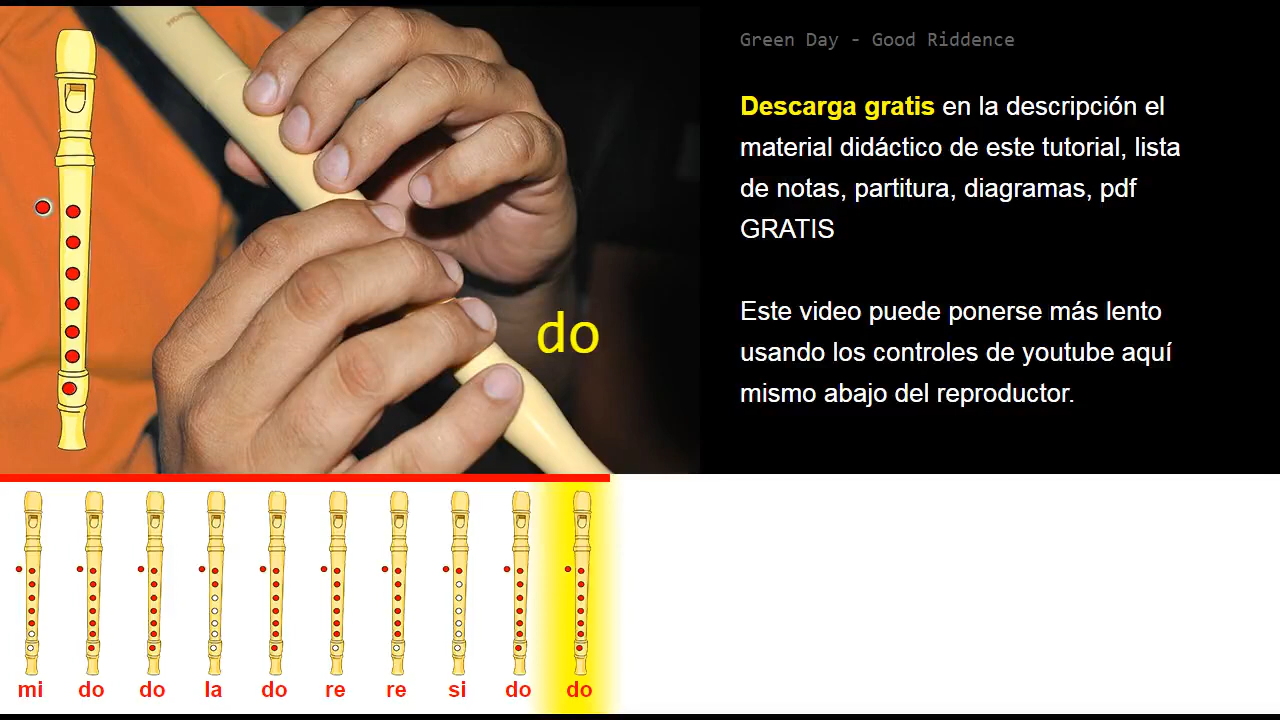 Green Day - Good Riddence
Descarga gratis en la descripción el
material didáctico de este tutorial, lista
de notas, partitura, diagramas, pdf
GRATIS
Este video puede ponerse más lento
usando los controles de youtube aquí
mismo abajo del reproductor.
do
mi do do la do re re si do do